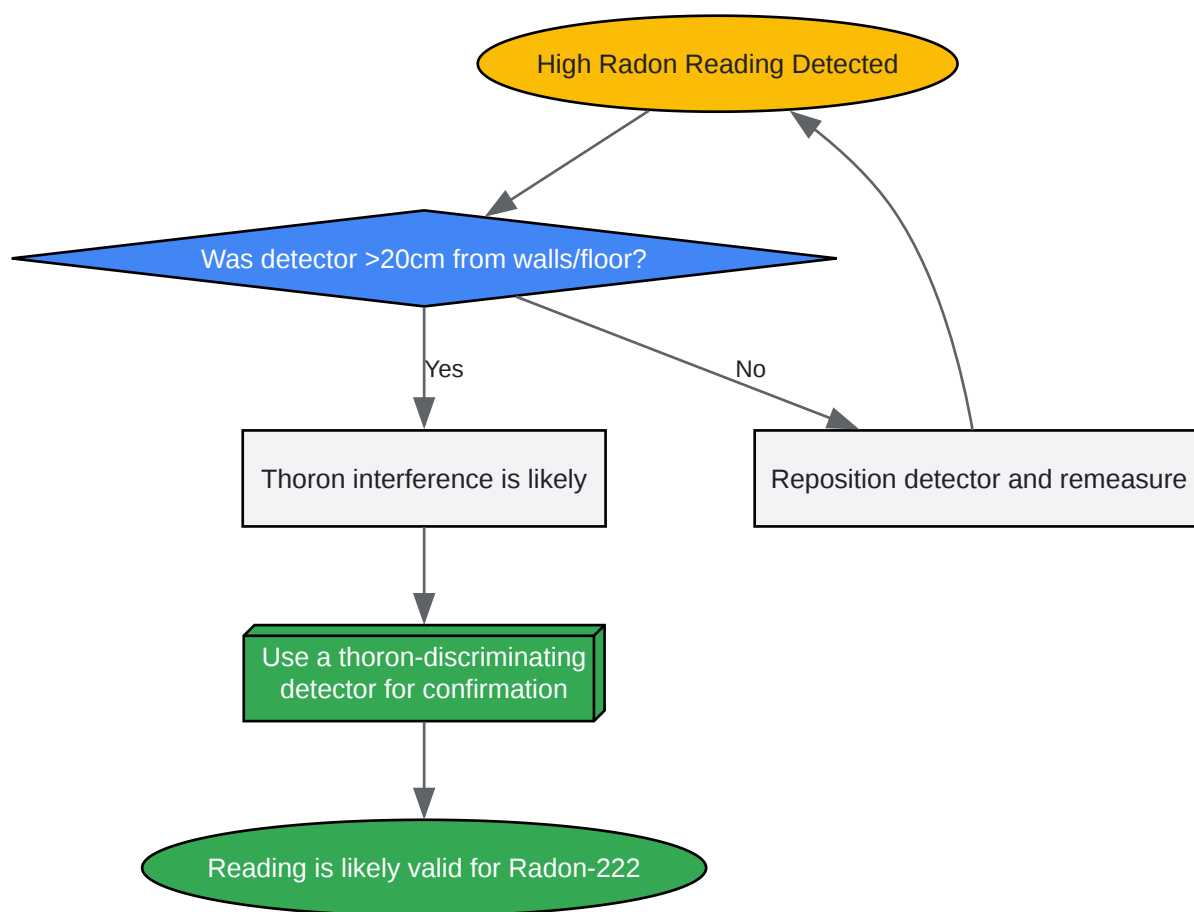 High Radon Reading Detected
Was detector >20cm from walls/floor?
Yes
No
Thoron interference is likely
Reposition detector and remeasure
Use a thoron-discriminating
detector for confirmation
Reading is likely valid for Radon-222